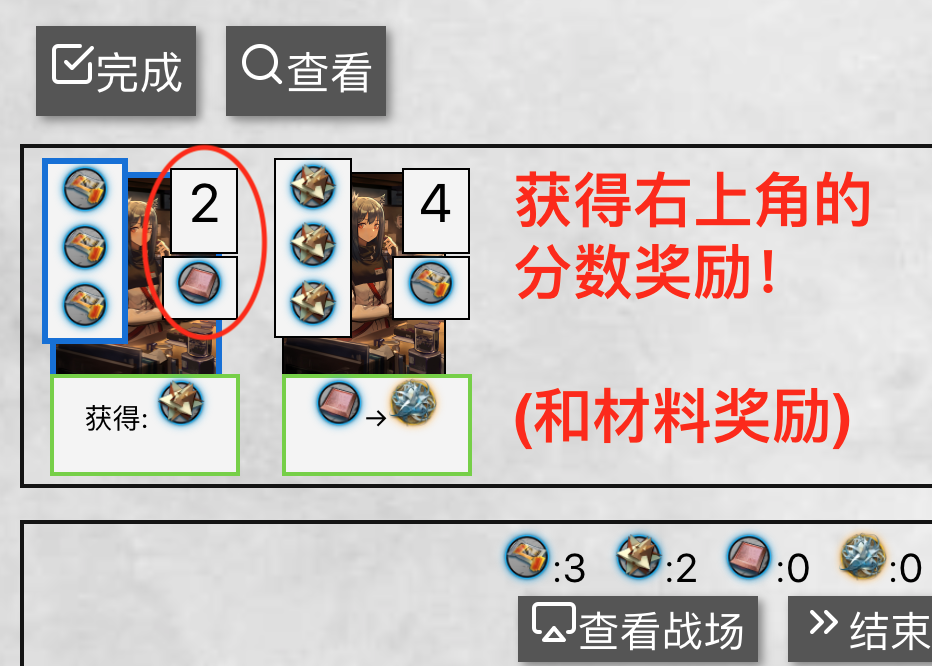 完成 查看
2 4
获得右上角的
分数奖励！
获得: →
(和材料奖励)
:3 :2 :0 :0
查看战场 结束